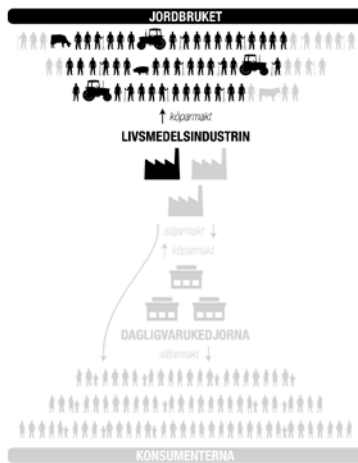 JORDBRUKET
köparmakt
LIVSMEDELSINDUSTRIN
säljarmakt
köparmakt
DAGLIGVARUKEDJORNA
säljarmakt
KONSUMENTERNA